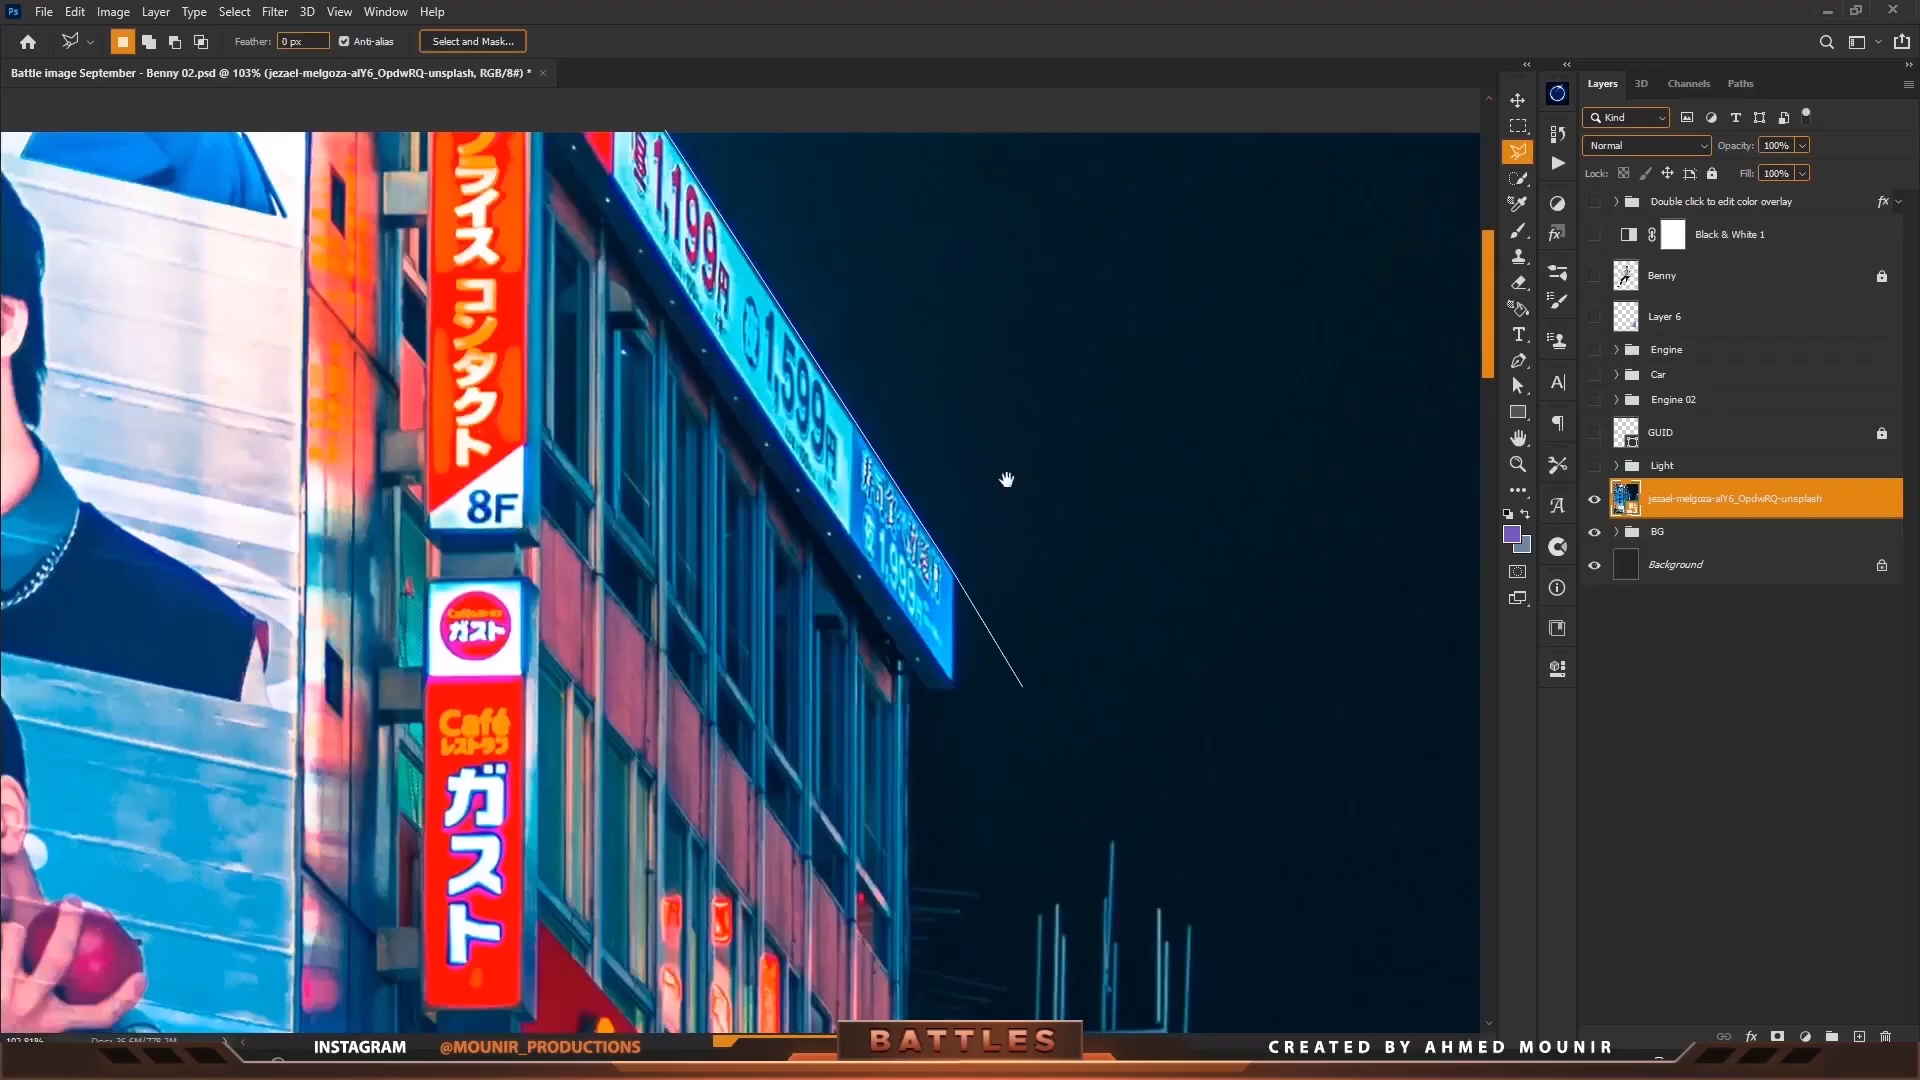 File Edit Image Layer Type Select Filter 3D View Window Help
Feather: 0 px Anti-alias Select and Mask...
Battle image September - Benny 02.psd @ 103% (jezael-melgoza-alY6_OpdwRQ-unsplash, RGB/8#) *
Layers 3D Channels Paths
Kind
Normal Opacity: 100%
Lock: Fill: 100%
Double click to edit color overlay fx
Black & White 1
Benny
Layer 6
Engine
Car
Engine 02
GUID
Light
jezael-melgoza-alY6_OpdwRQ-unsplash
BG
Background
ライス コンタクト
8F
1,199円
1,599円
1,999
ガスト
Café
レストラン
ガスト
INSTAGRAM @MOUNIR_PRODUCTIONS
BATTLES
CREATED BY AHMED MOUNIR